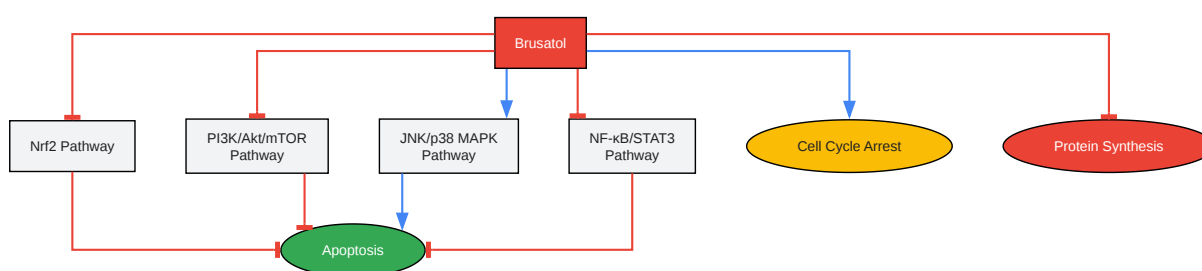 Brusatol
Nrf2 Pathway
PI3K/Akt/mTOR
Pathway
JNK/p38 MAPK
Pathway
NF-κB/STAT3
Pathway
Cell Cycle Arrest
Protein Synthesis
Apoptosis